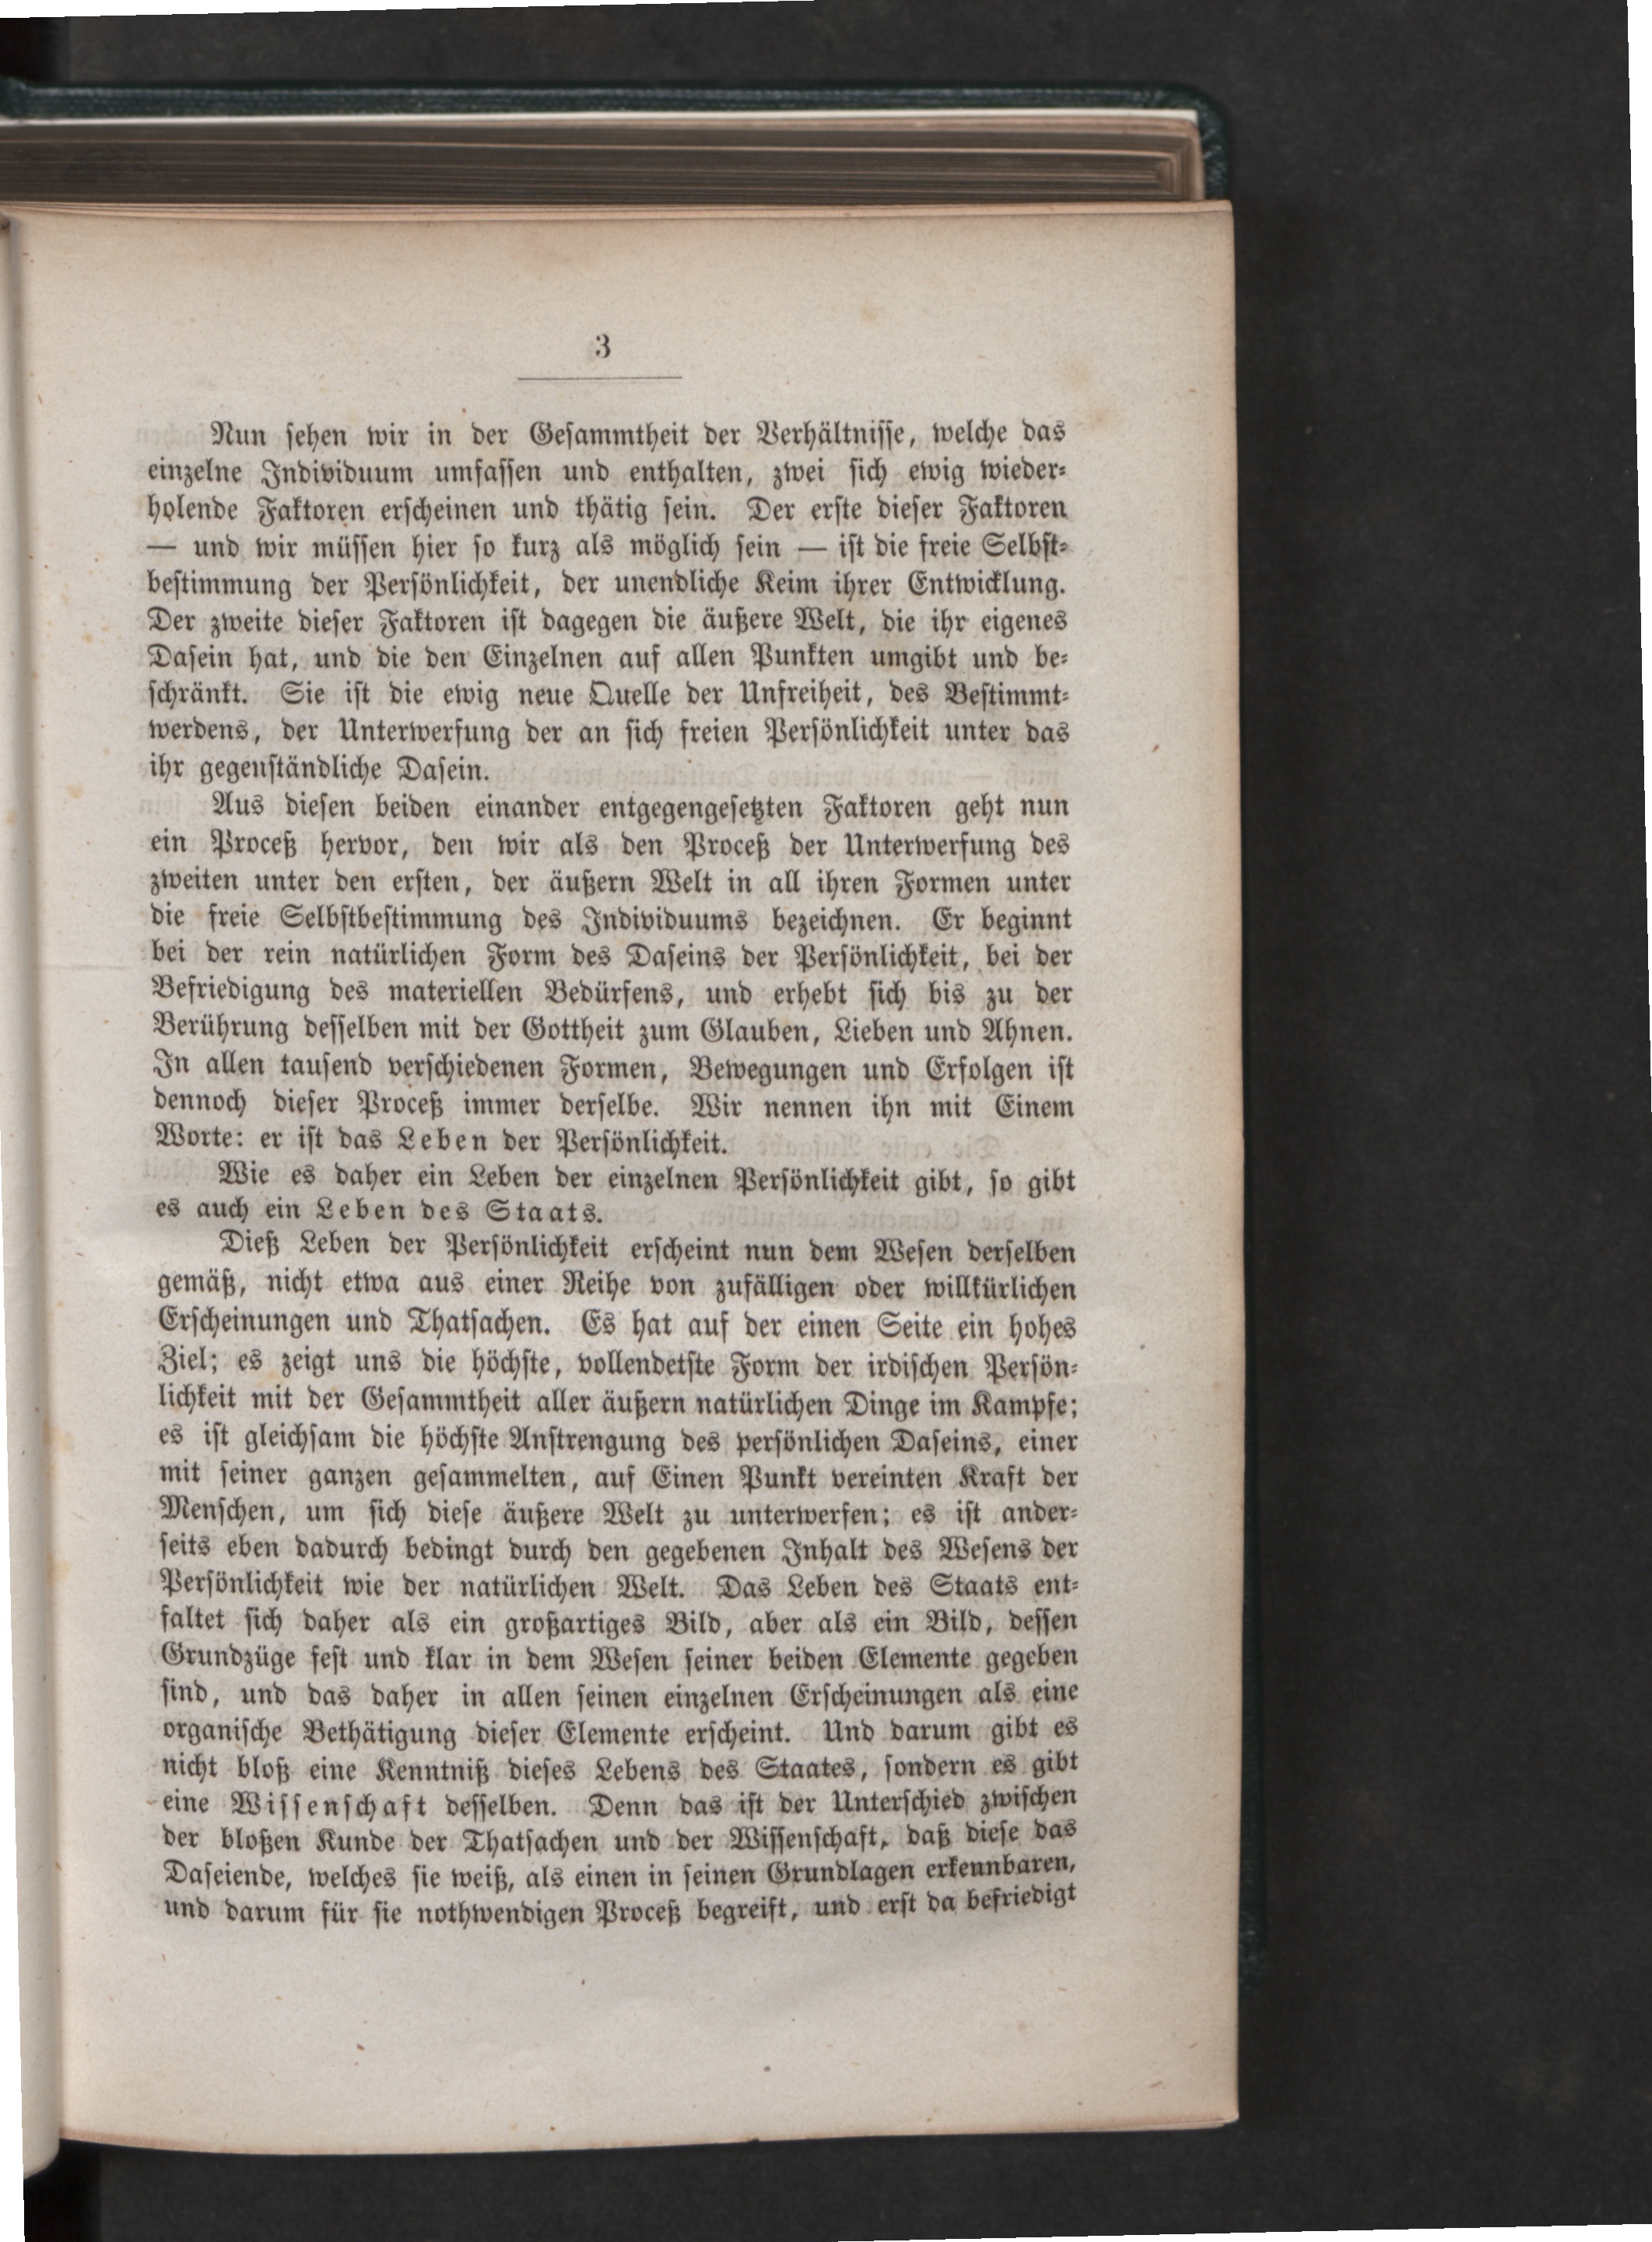 3
Nun sehen wir in der Gesammtheit der Verhältnisse, welche das
einzelne Individuum umfassen und enthalten, zwei sich ewig wieder-
holende Faktoren erscheinen und thätig sein. Der erste dieser Faktoren
— und wir müssen hier so kurz als möglich sein — ist die freie Selbst-
bestimmung der Persönlichkeit, der unendliche Keim ihrer Entwicklung.
Der zweite dieser Faktoren ist dagegen die äußere Welt, die ihr eigenes
Dasein hat, und die den Einzelnen auf allen Punkten umgibt und be-
schränkt. Sie ist die ewig neue Quelle der Unfreiheit, des Bestimmt-
werdens, der Unterwerfung der an sich freien Persönlichkeit unter das
ihr gegenständliche Dasein.
Aus diesen beiden einander entgegengesetzten Faktoren geht nun
ein Proceß hervor, den wir als den Proceß der Unterwerfung des
zweiten unter den ersten, der äußern Welt in all ihren Formen unter
die freie Selbstbestimmung des Individuums bezeichnen. Er beginnt
bei der rein natürlichen Form des Daseins der Persönlichkeit, bei der
Befriedigung des materiellen Bedürfens, und erhebt sich bis zu der
Berührung desselben mit der Gottheit zum Glauben, Lieben und Ahnen.
In allen tausend verschiedenen Formen, Bewegungen und Erfolgen ist
dennoch dieser Proceß immer derselbe. Wir nennen ihn mit Einem
Worte: er ist das Leben der Persönlichkeit.
Wie es daher ein Leben der einzelnen Persönlichkeit gibt, so gibt
es auch ein Leben des Staats.
Dieß Leben der Persönlichkeit erscheint nun dem Wesen derselben
gemäß, nicht etwa aus einer Reihe von zufälligen oder willkürlichen
Erscheinungen und Thatsachen. Es hat auf der einen Seite ein hohes
Ziel; es zeigt uns die höchste, vollendetste Form der irdischen Persön-
lichkeit mit der Gesammtheit aller äußern natürlichen Dinge im Kampfe;
es ist gleichsam die höchste Anstrengung des persönlichen Daseins, einer
mit seiner ganzen gesammelten, auf Einen Punkt vereinten Kraft der
Menschen, um sich diese äußere Welt zu unterwerfen; es ist ander-
seits eben dadurch bedingt durch den gegebenen Inhalt des Wesens der
Persönlichkeit wie der natürlichen Welt. Das Leben des Staats ent-
faltet sich daher als ein großartiges Bild, aber als ein Bild, dessen
Grundzüge fest und klar in dem Wesen seiner beiden Elemente gegeben
sind, und das daher in allen seinen einzelnen Erscheinungen als eine
organische Bethätigung dieser Elemente erscheint. Und darum gibt es
nicht bloß eine Kenntniß dieses Lebens des Staates, sondern es gibt
eine Wissenschaft desselben. Denn das ist der Unterschied zwischen
der bloßen Kunde der Thatsachen und der Wissenschaft, daß diese das
Daseiende, welches sie weiß, als einen in seinen Grundlagen erkennbaren,
und darum für sie nothwendigen Proceß begreift, und erst da befriedigt